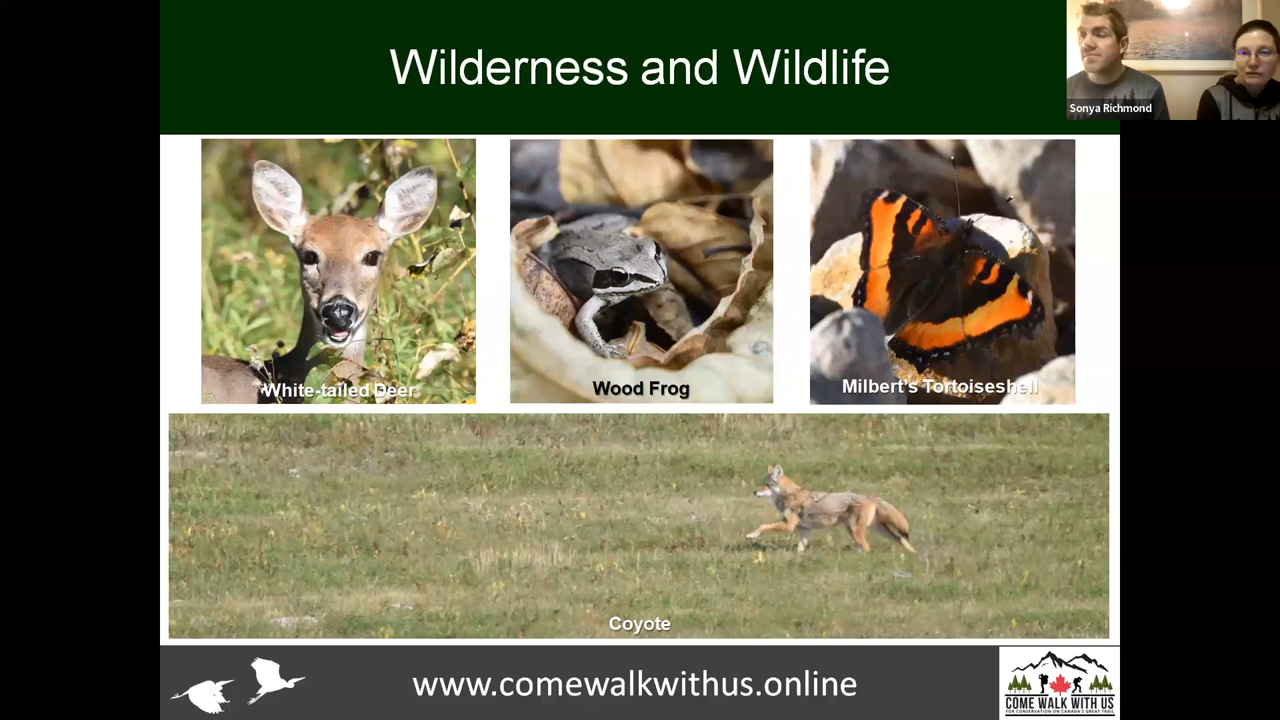 Wilderness and Wildlife
Sonya Richmond
White-tailed Deer
Wood Frog
Milbert's Tortoiseshell
Coyote
www.comewalkwithus.online
COME WALK WITH US
FOR CONSERVATION ON CANADA'S GREAT TRAIL